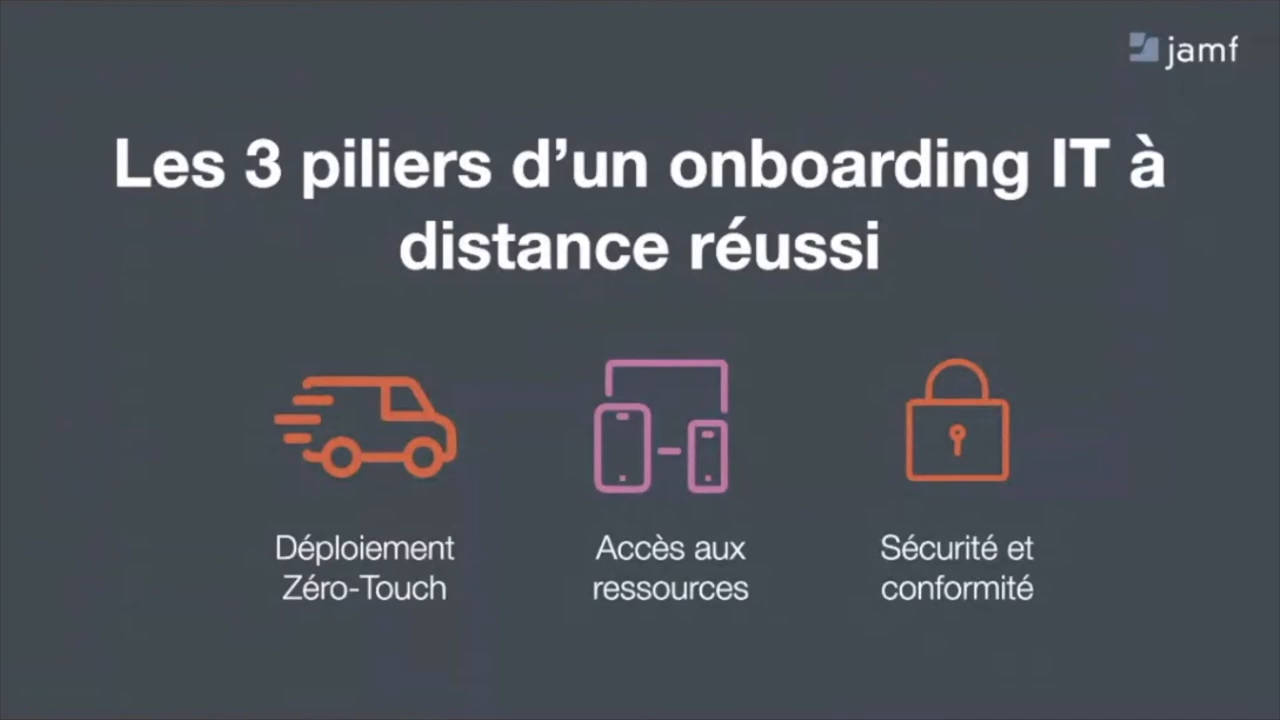 jamf
Les 3 piliers d’un onboarding IT à
distance réussi
Déploiement
Zéro-Touch
Accès aux
ressources
Sécurité et
conformité